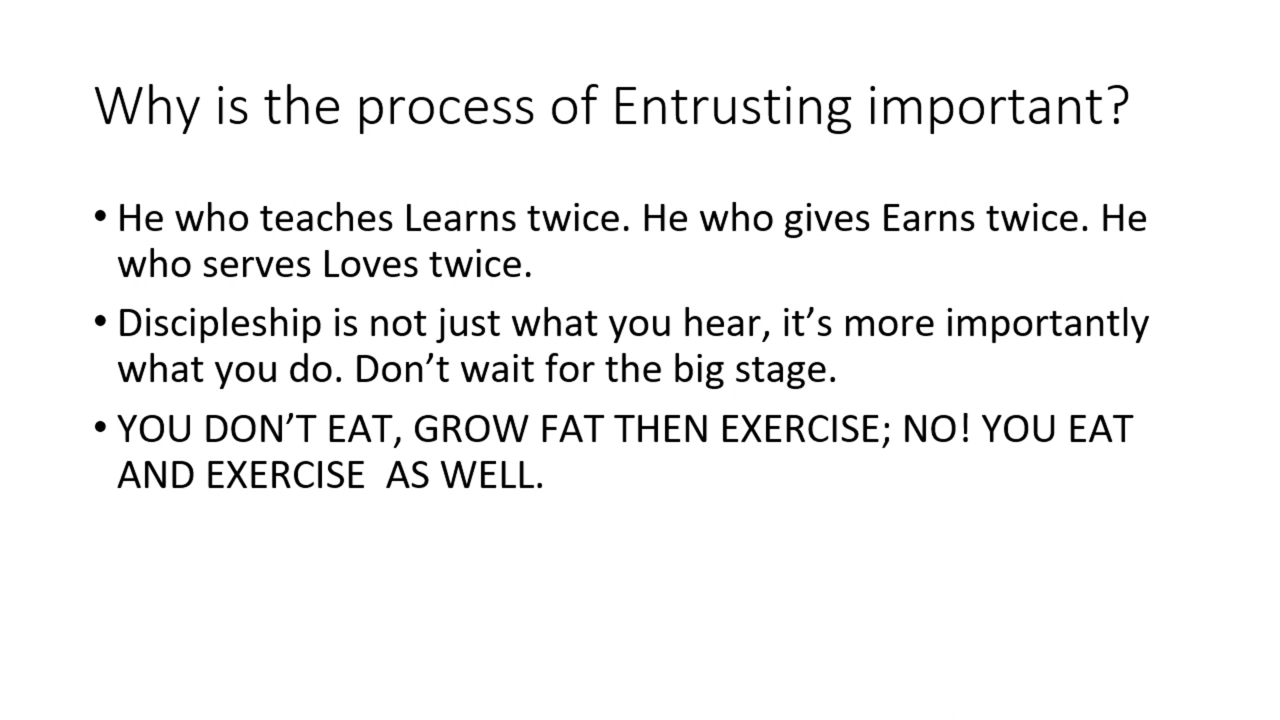 Why is the process of Entrusting important?
• He who teaches Learns twice. He who gives Earns twice. He
who serves Loves twice.
• Discipleship is not just what you hear, it’s more importantly
what you do. Don’t wait for the big stage.
• YOU DON’T EAT, GROW FAT THEN EXERCISE; NO! YOU EAT
AND EXERCISE  AS WELL.